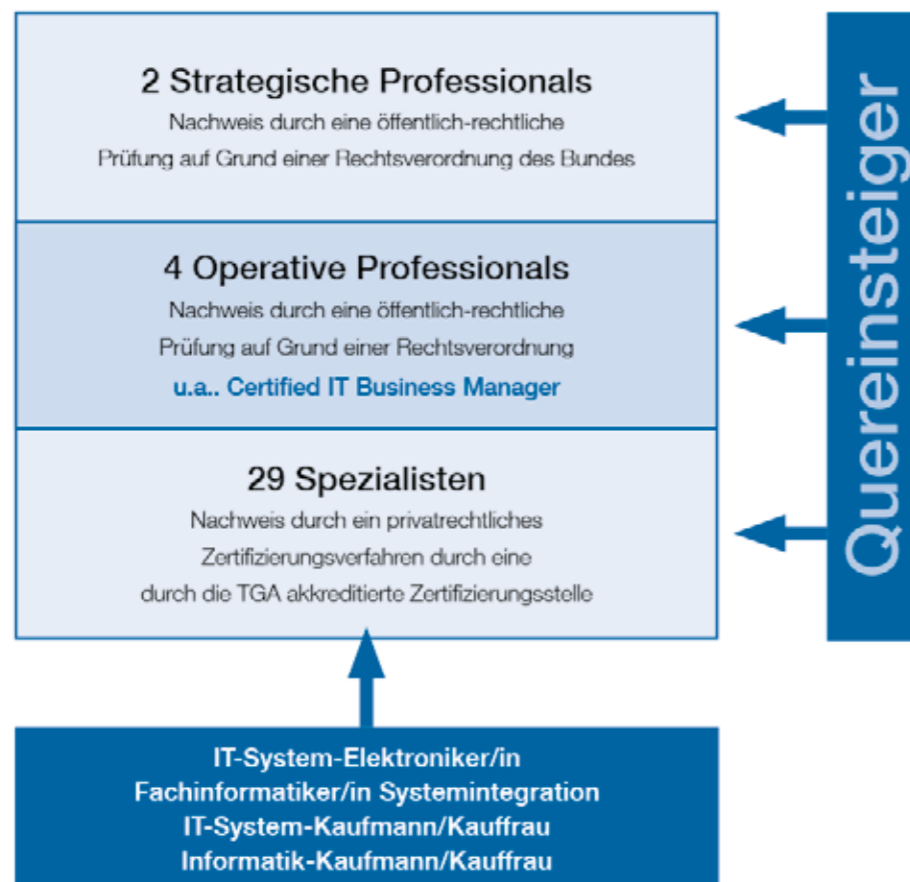 2 Strategische Professionals
Nachweis durch eine öffentlich-rechtliche
Prüfung auf Grund einer Rechtsverordnung des Bundes
4 Operative Professionals
Nachweis durch eine öffentlich-rechtliche
Prüfung auf Grund einer Rechtsverordnung
u.a.. Certified IT Business Manager
29 Spezialisten
Nachweis durch ein privatrechtliches
Zertifizierungsverfahren durch eine
durch die TGA akkreditierte Zertifizierungsstelle
IT-System-Elektroniker/in
Fachinformatiker/in Systemintegration
IT-System-Kaufmann/Kauffrau
Informatik-Kaufmann/Kauffrau
Quereinsteiger